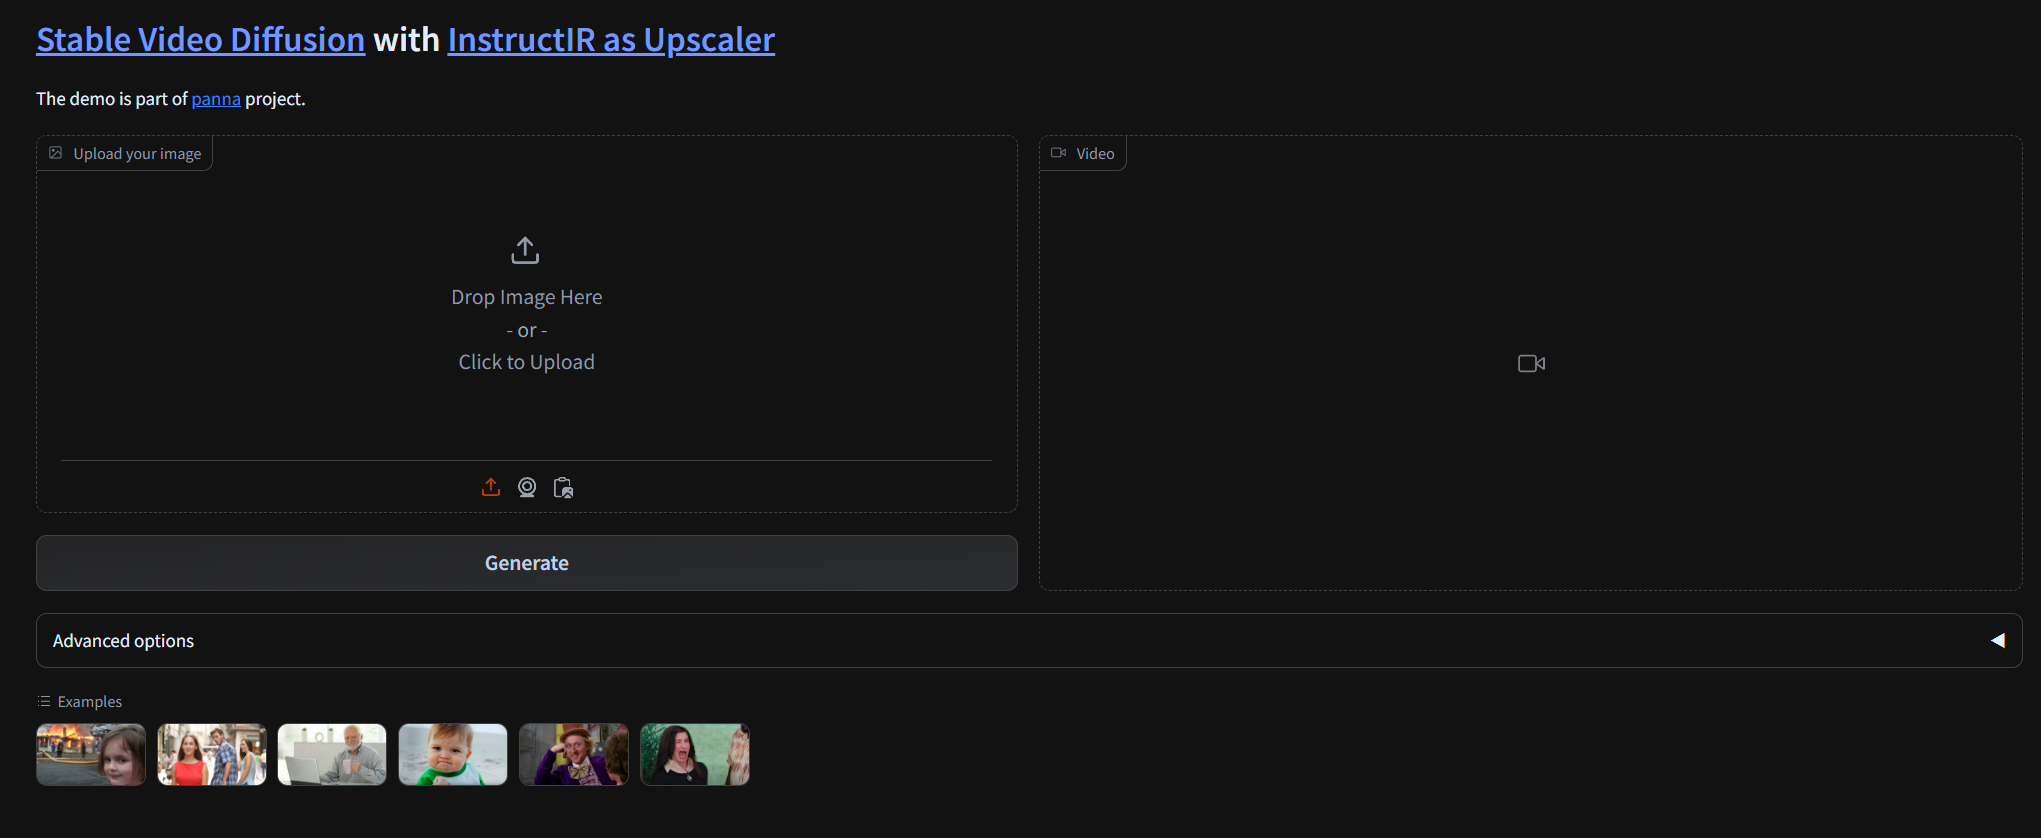 Stable Video Diffusion with InstructIR as Upscaler
The demo is part of panna project.
Upload your image
Video
Drop Image Here
- or -
Click to Upload
Generate
Advanced options
Examples